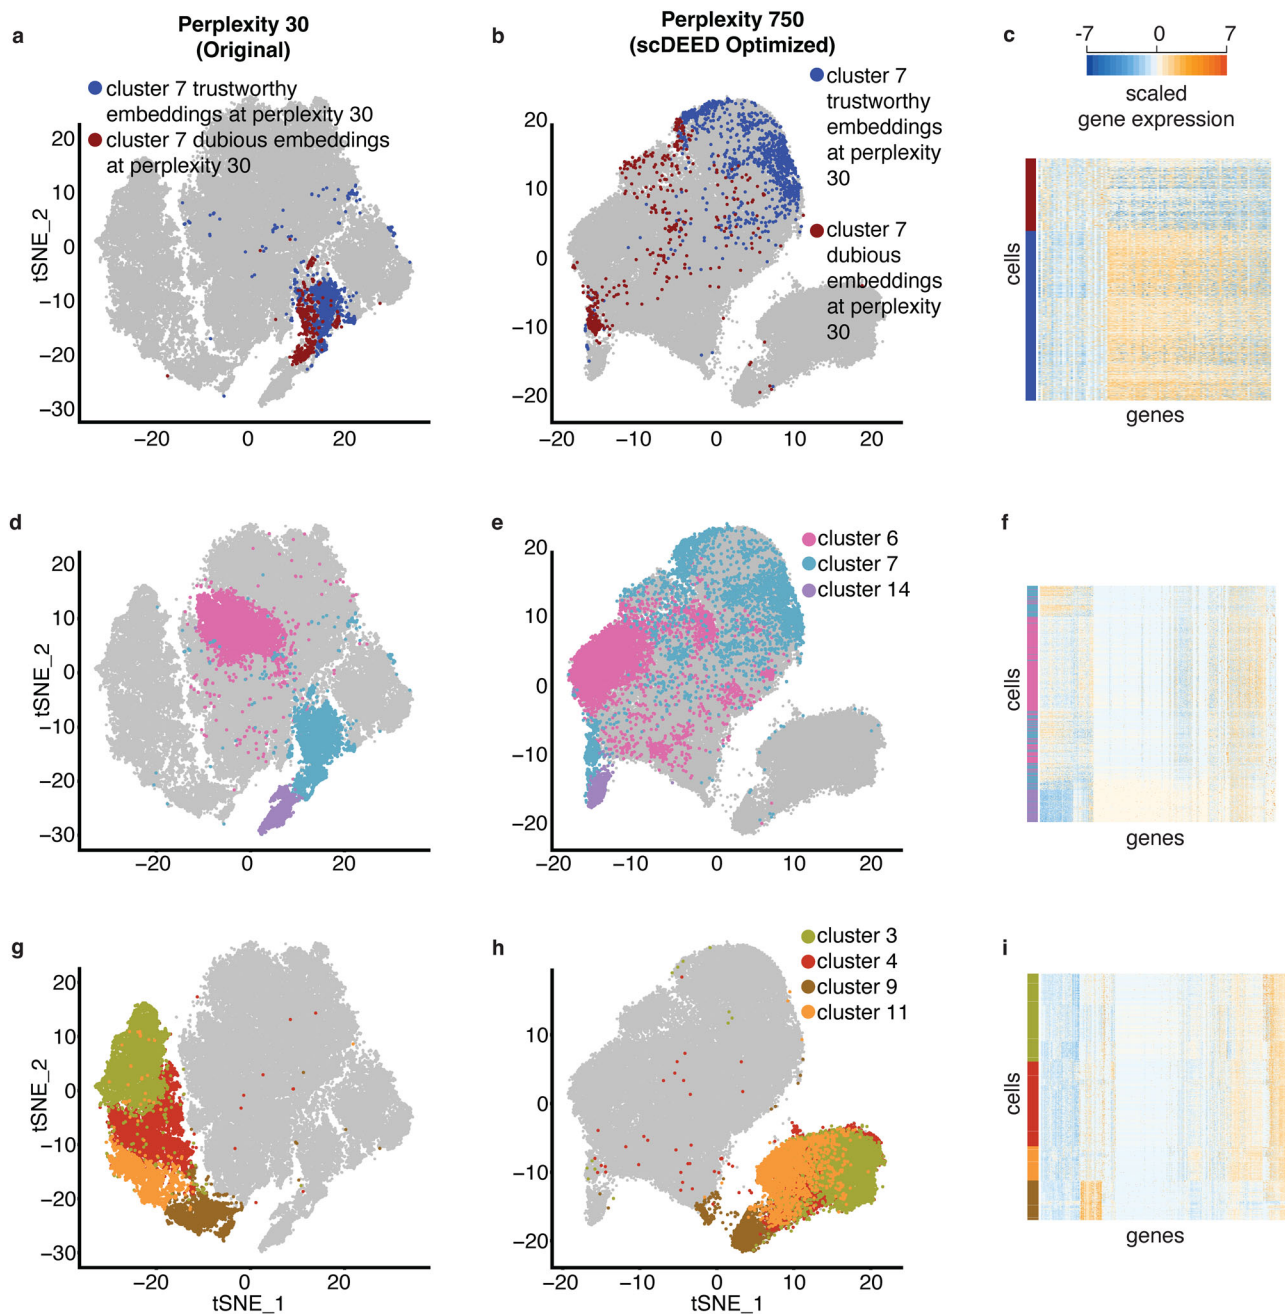 a
Perplexity 30
(Original)
cluster 7 trustworthy
embeddings at perplexity 30
cluster 7 dubious embeddings
at perplexity 30
20
10
0
−10
−20
−30
tSNE_2
−20
0
20
b
Perplexity 750
(scDEED Optimized)
cluster 7
trustworthy
embeddings
at perplexity
30
cluster 7
dubious
embeddings
at perplexity
30
20
10
0
−10
−20
−20
−10
0
10
20
c
-7
0
7
scaled
gene expression
cells
genes
d
20
10
0
−10
−20
−30
tSNE_2
−20
0
20
e
cluster 6
cluster 7
cluster 14
20
10
0
−10
−20
−20
−10
0
10
20
f
cells
genes
g
20
10
0
−10
−20
−30
tSNE_2
−20
0
20
tSNE_1
h
cluster 3
cluster 4
cluster 9
cluster 11
10
0
−10
−20
−20
−10
0
10
20
tSNE_1
i
cells
genes